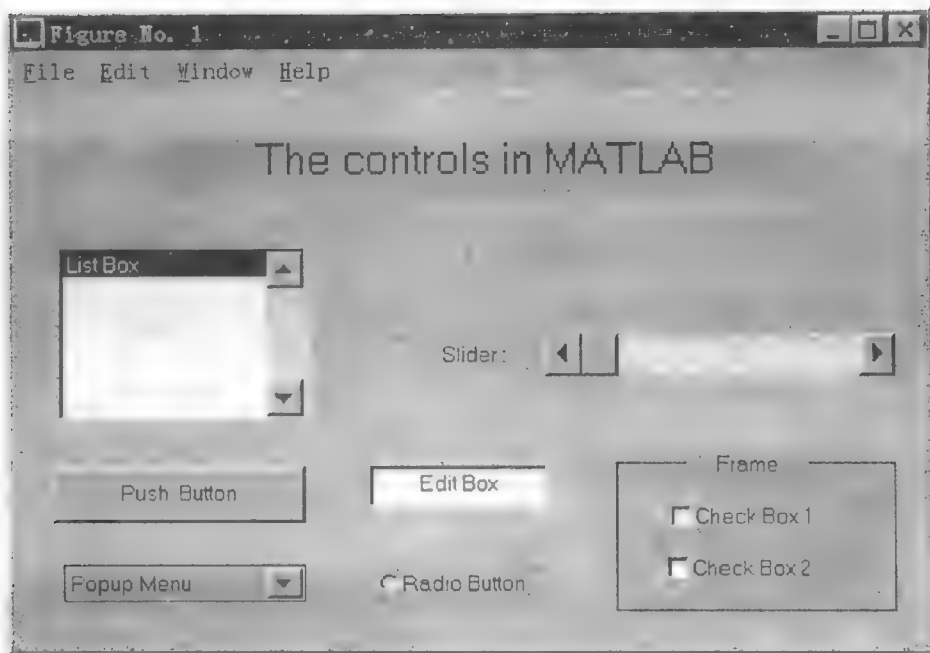 Figure No. 1
File Edit Window Help
The controls in MATLAB
List Box
Slider:
Push Button
Edit Box
Frame
Check Box 1
Check Box 2
Popup Menu
Radio Button